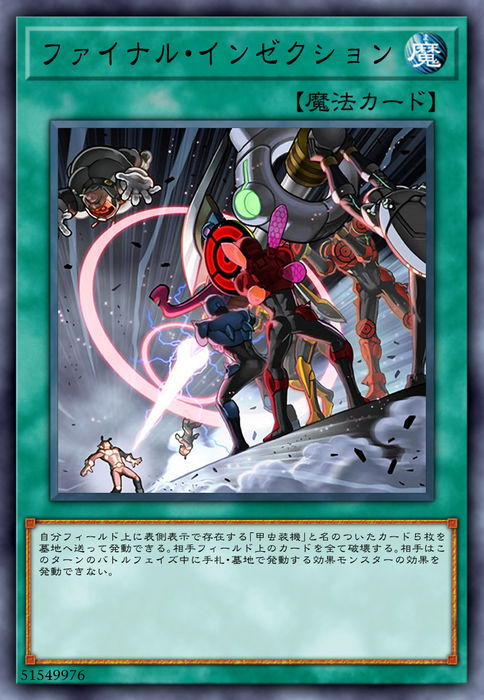 ファイナル・インゼクション
魔
【魔法カード】
自分フィールド上に表側表示で存在する「甲虫装機」と名のついたカード5枚を
墓地へ送って発動できる。相手フィールド上のカードを全て破壊する。相手はこ
のターンのバトルフェイズ中に手札・墓地で発動する効果モンスターの効果を
発動できない。
51549976